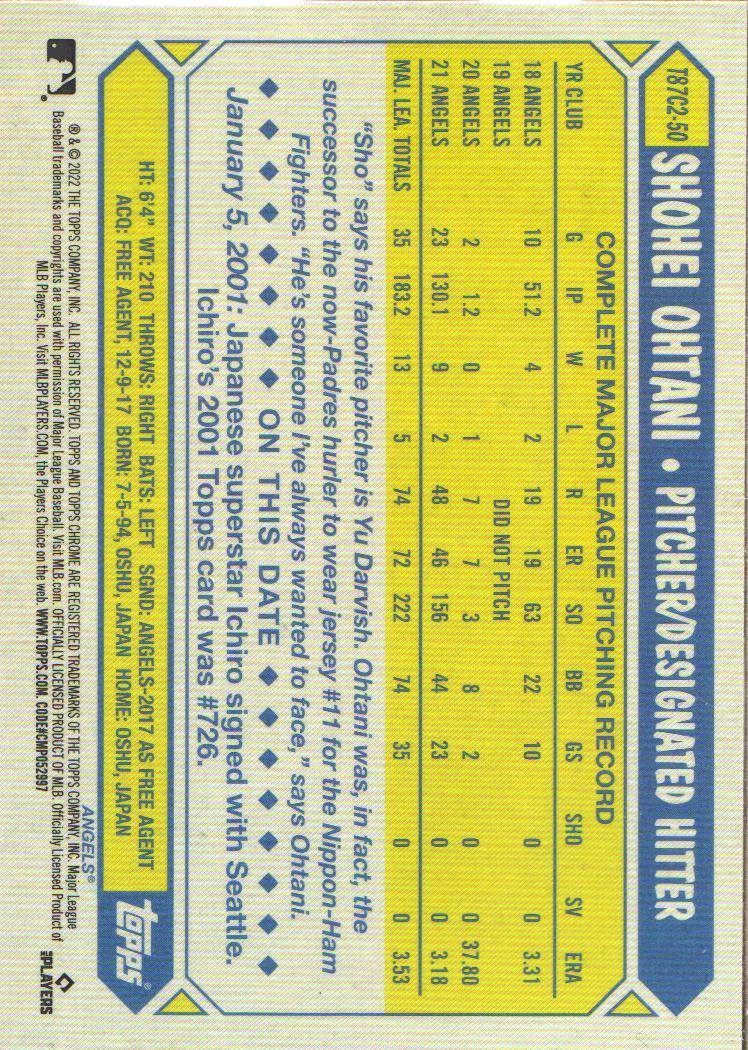 T87C2-50 SHOHEI OHTANI • PITCHER/DESIGNATED HITTER
COMPLETE MAJOR LEAGUE PITCHING RECORD
YR CLUB G IP W L R ER SO BB GS SHO SV ERA
18 ANGELS 10 51.2 4 2 19 19 63 22 10 0 0 3.31
19 ANGELS DID NOT PITCH
20 ANGELS 2 1.2 0 1 7 7 3 8 2 0 0 37.80
21 ANGELS 23 130.1 9 2 48 46 156 44 23 0 0 3.18
MAJ. LEA. TOTALS 35 183.2 13 5 74 72 222 74 35 0 0 3.53
"Sho" says his favorite pitcher is Yu Darvish. Ohtani was, in fact, the
successor to the now-Padres hurler to wear jersey #11 for the Nippon-Ham
Fighters. "He's someone I've always wanted to face," says Ohtani.
◆ ◆ ◆ ◆ ◆ ◆ ◆ ◆ ON THIS DATE ◆ ◆ ◆ ◆ ◆ ◆ ◆ ◆
January 5, 2001: Japanese superstar Ichiro signed with Seattle.
Ichiro's 2001 Topps card was #726.
HT: 6'4" WT: 210 THROWS: RIGHT BATS: LEFT SGND: ANGELS-2017 AS FREE AGENT
ACQ: FREE AGENT, 12-9-17 BORN: 7-5-94, OSHU, JAPAN HOME: OSHU, JAPAN
topps®
ANGELS®
® & © 2022 THE TOPPS COMPANY, INC. ALL RIGHTS RESERVED. TOPPS AND TOPPS CHROME ARE REGISTERED TRADEMARKS OF THE TOPPS COMPANY, INC. Major League
Baseball trademarks and copyrights are used with permission of Major League Baseball. Visit MLB.com. OFFICIALLY LICENSED PRODUCT OF MLB. Officially Licensed Product of
MLB Players, Inc. Visit MLBPLAYERS.COM, the Players Choice on the web. WWW.TOPPS.COM. CODE#CMP052997
MLB PLAYERS